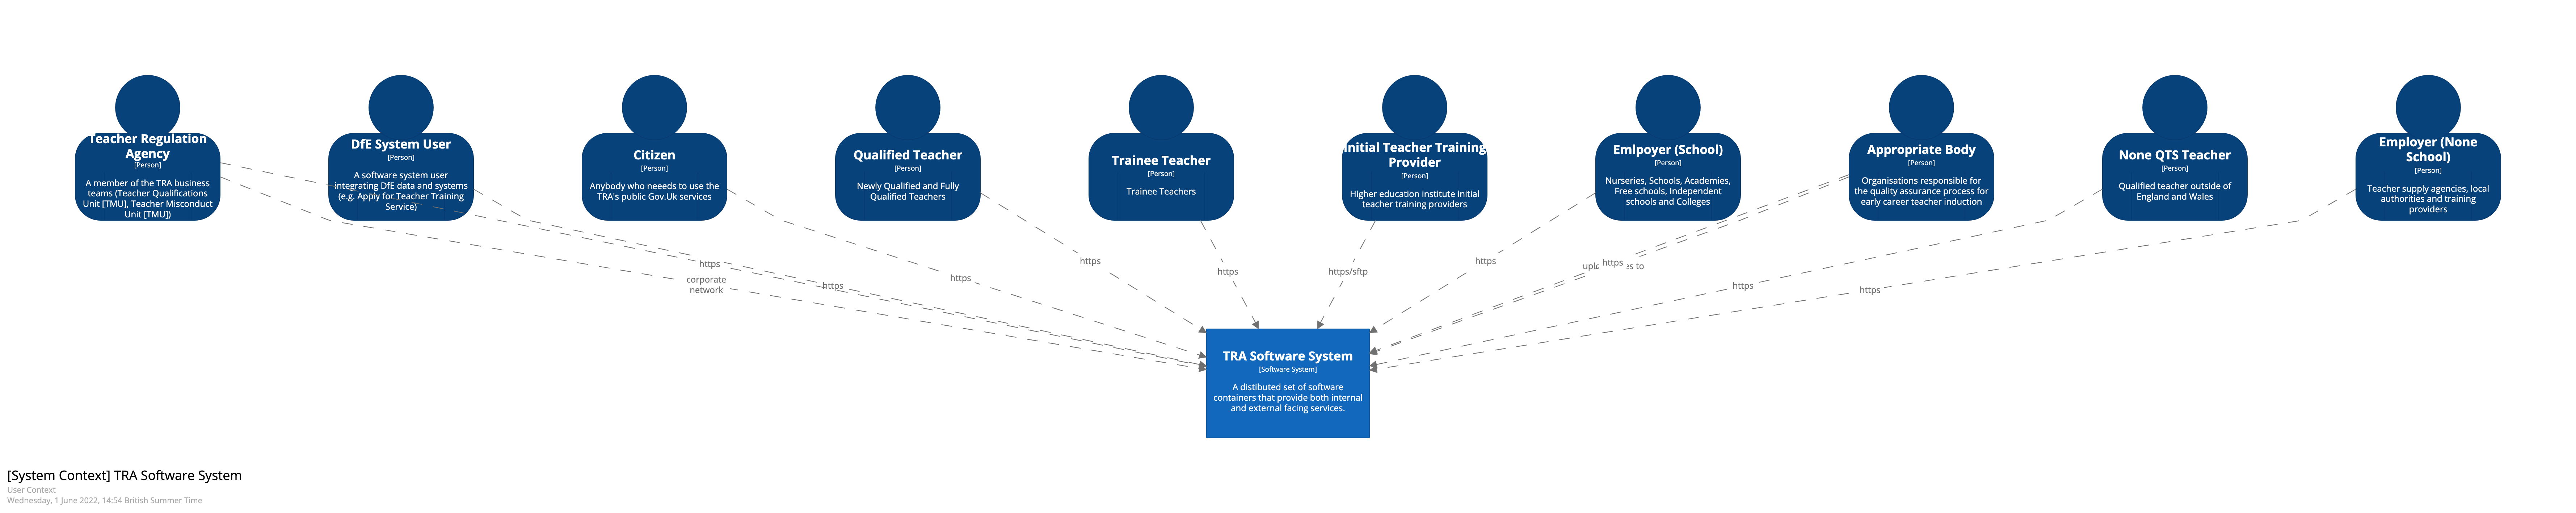 Teacher Regulation
Agency
[Person]
A member of the TRA business
teams (Teacher Qualifications
Unit [TMU], Teacher Misconduct
Unit [TMU])
DfE System User
[Person]
A software system user
integrating DfE data and systems
(e.g. Apply for Teacher Training
Service)
Citizen
[Person]
Anybody who neeeds to use the
TRA's public Gov.Uk services
Qualified Teacher
[Person]
Newly Qualified and Fully
Qualified Teachers
Trainee Teacher
[Person]
Trainee Teachers
Initial Teacher Training
Provider
[Person]
Higher education institute initial
teacher training providers
Emlpoyer (School)
[Person]
Nurseries, Schools, Academies,
Free schools, Independent
schools and Colleges
Appropriate Body
[Person]
Organisations responsible for
the quality assurance process for
early career teacher induction
None QTS Teacher
[Person]
Qualified teacher outside of
England and Wales
Employer (None
School)
[Person]
Teacher supply agencies, local
authorities and training
providers
https
corporate
network
https
https
https
https
https/sftp
https
https
to
https
https
TRA Software System
[Software System]
A distibuted set of software
containers that provide both internal
and external facing services.
[System Context] TRA Software System
User Context
Wednesday, 1 June 2022, 14:54 British Summer Time